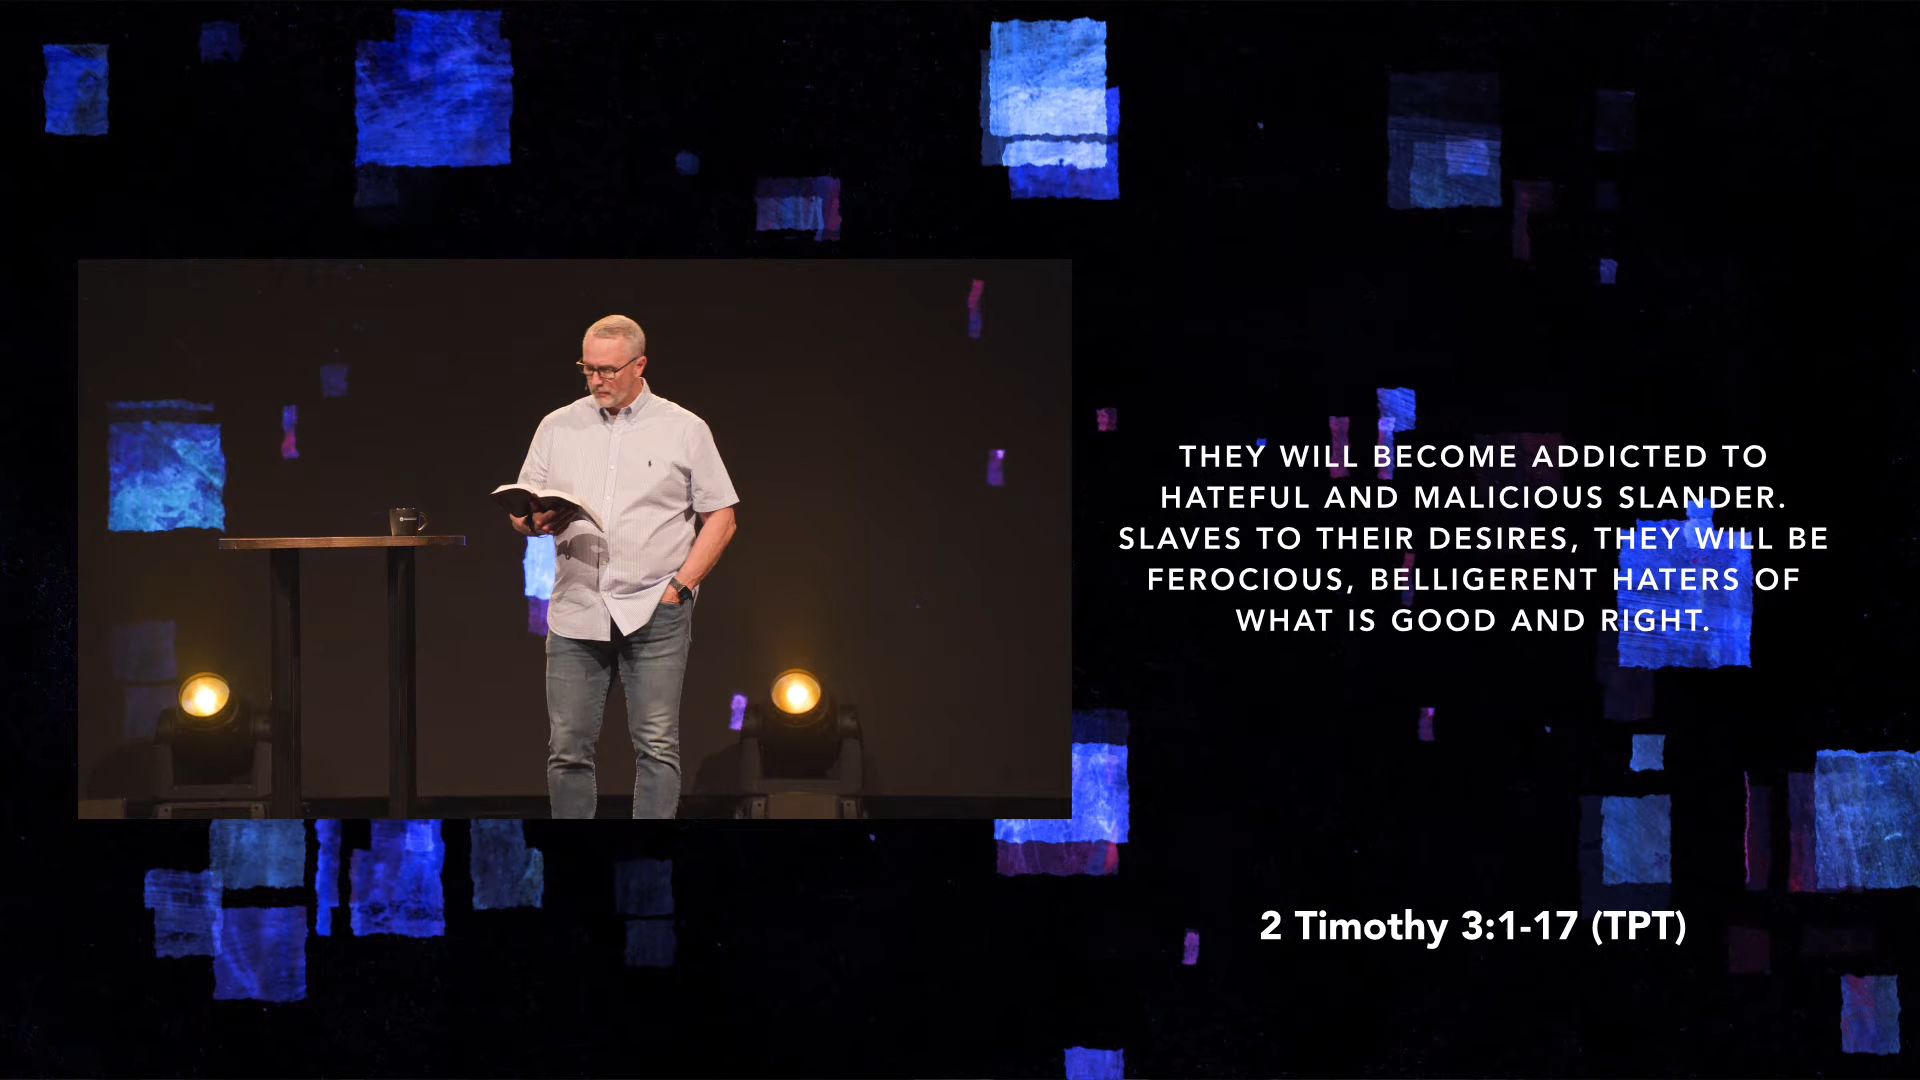 THEY WILL BECOME ADDICTED TO
HATEFUL AND MALICIOUS SLANDER.
SLAVES TO THEIR DESIRES, THEY WILL BE
FEROCIOUS, BELLIGERENT HATERS OF
WHAT IS GOOD AND RIGHT.
2 Timothy 3:1-17 (TPT)